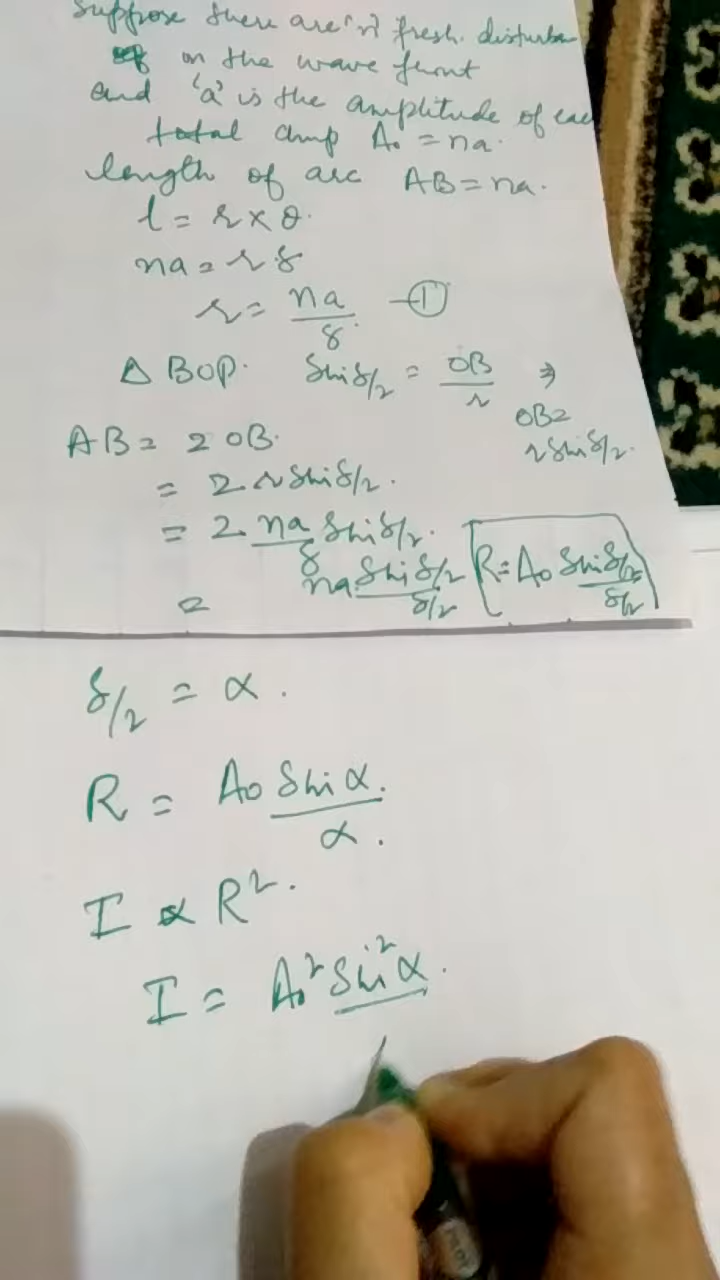 Suppose there are 'n' fresh disturba
on the wave front
and 'a' is the amplitude of eac
total amp A₀ = na.
length of arc AB = na.
l = r × θ.
na = r δ
r = na/δ — ①
Δ BOP. Sin δ/2 = OB/r ⇒
OB =
r Sin δ/2.
AB = 2 OB.
= 2 r Sin δ/2.
= 2 na/δ Sin δ/2.
= na Sin δ/2 / δ/2
R = A₀ Sin δ/2 / δ/2
δ/2 = α.
R = A₀ Sin α. / α.
I ∝ R².
I = A₀² Sin² α.